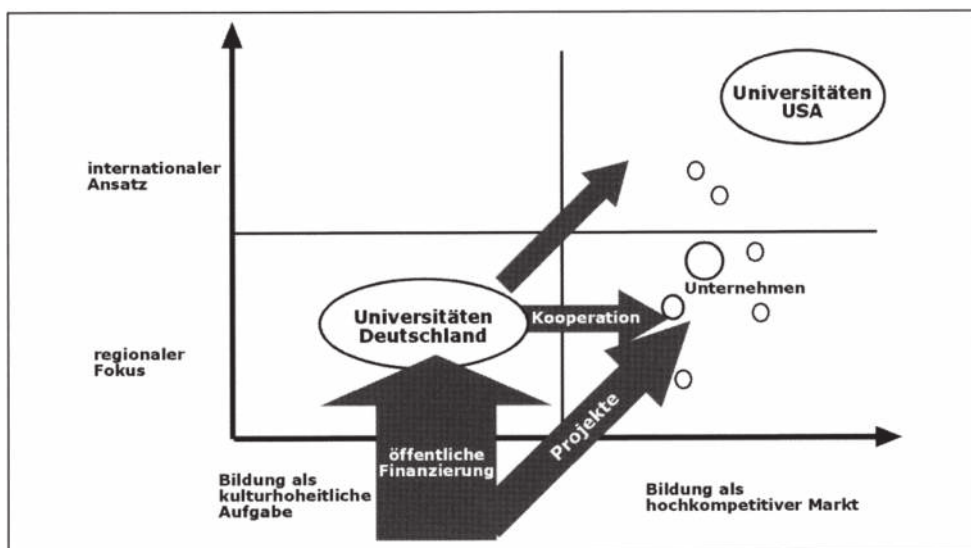 Universitäten
USA
internationaler
Ansatz
Unternehmen
Universitäten
Deutschland
Kooperation
regionaler
Fokus
Projekte
öffentliche
Finanzierung
Bildung als
kulturhoheitliche
Aufgabe
Bildung als
hochkompetitiver Markt